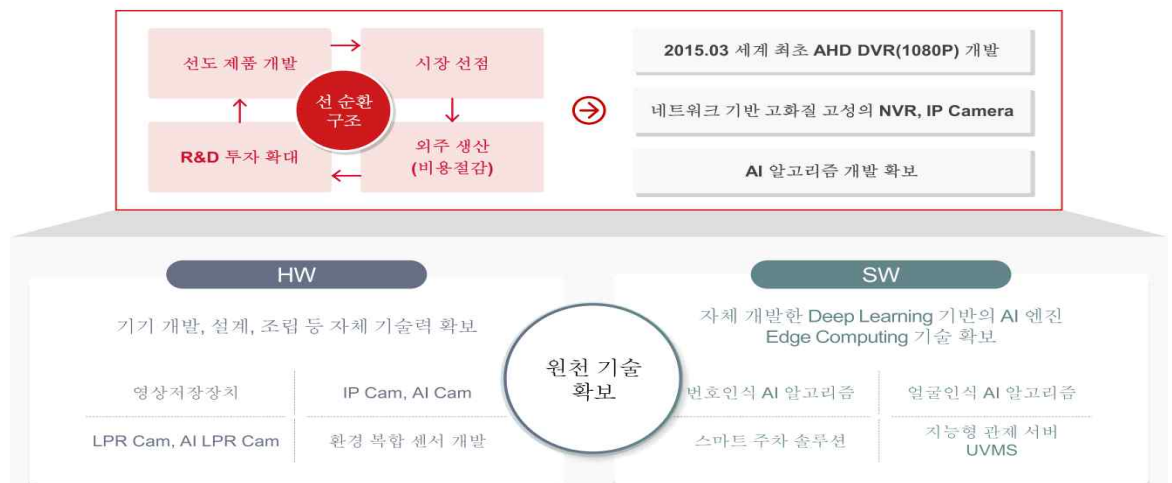 선도 제품 개발
시장 선점
선 순환
구조
R&D 투자 확대
외주 생산
(비용절감)
2015.03 세계 최초 AHD DVR(1080P) 개발
네트워크 기반 고화질 고성의 NVR, IP Camera
AI 알고리즘 개발 확보
HW
기기 개발, 설계, 조립 등 자체 기술력 확보
영상저장장치
IP Cam, AI Cam
LPR Cam, AI LPR Cam
환경 복합 센서 개발
원천 기술
확보
SW
자체 개발한 Deep Learning 기반의 AI 엔진
Edge Computing 기술 확보
번호인식 AI 알고리즘
얼굴인식 AI 알고리즘
스마트 주차 솔루션
지능형 관제 서버
UVMS